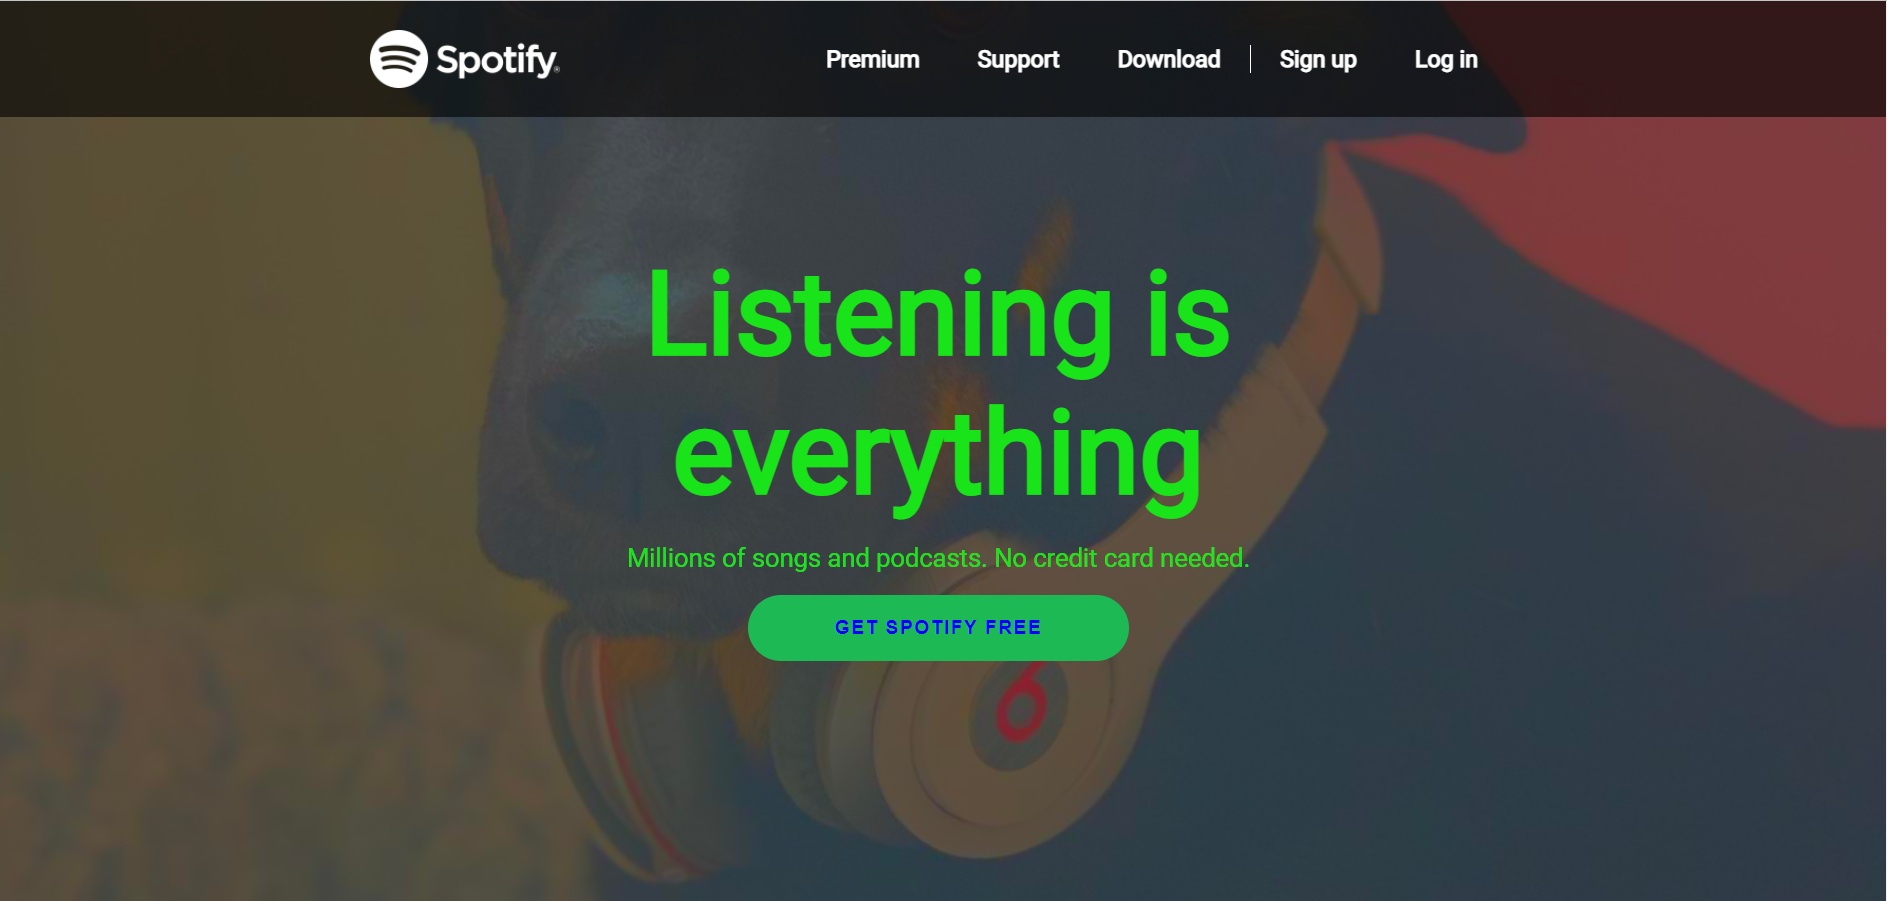 Spotify®
Premium Support Download Sign up Log in
Listening is
everything
Millions of songs and podcasts. No credit card needed.
GET SPOTIFY FREE